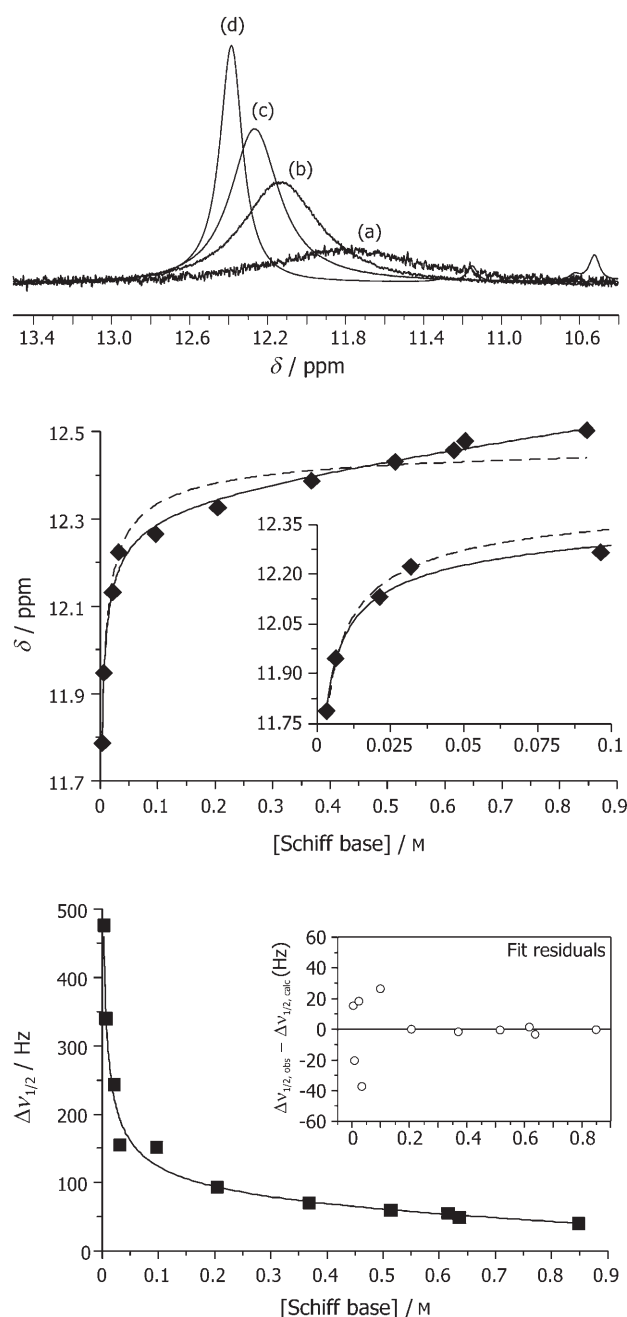 (d)
(c)
(b)
(a)
13.4 13.0 12.6 12.2 11.8 11.4 11.0 10.6
δ / ppm
12.5
12.3
12.1
11.9
11.7
δ / ppm
12.35
12.20
12.05
11.90
11.75
0 0.025 0.05 0.075 0.1
0 0.1 0.2 0.3 0.4 0.5 0.6 0.7 0.8 0.9
[Schiff base] / M
500
400
300
200
100
0
Δν1/2 / Hz
60
40
20
0
-20
-40
-60
Δν1/2, obs − Δν1/2, calc (Hz)
Fit residuals
0 0.2 0.4 0.6 0.8
0 0.1 0.2 0.3 0.4 0.5 0.6 0.7 0.8 0.9
[Schiff base] / M